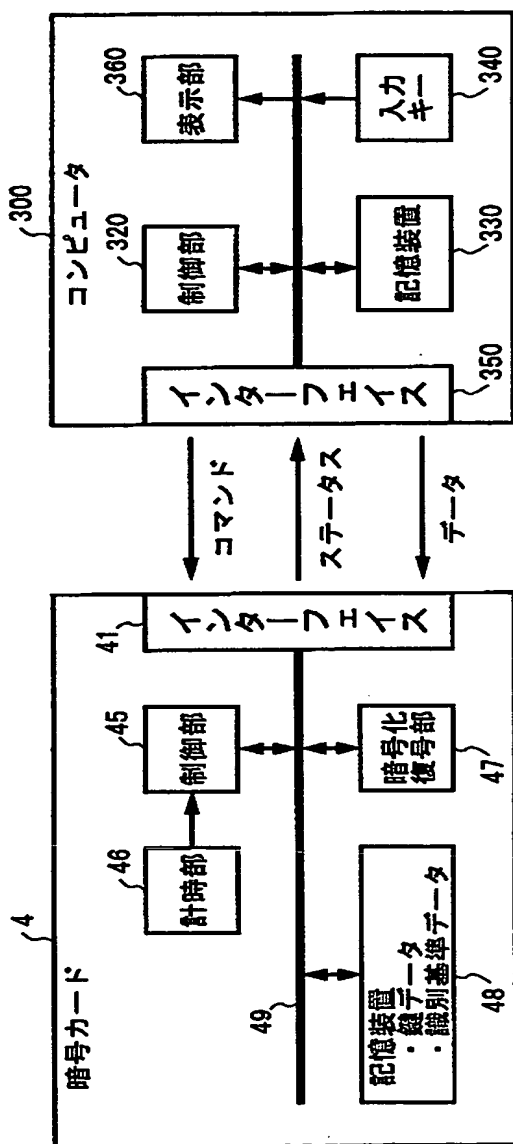 4
暗号カード
46
計時部
45
制御部
41
インターフェイス
49
記憶装置
・鍵データ
・識別基準データ
48
暗号化
復号部
47
コマンド
ステータス
データ
300
コンピュータ
320
制御部
360
表示部
インターフェイス
350
記憶装置
330
入力
キー
340